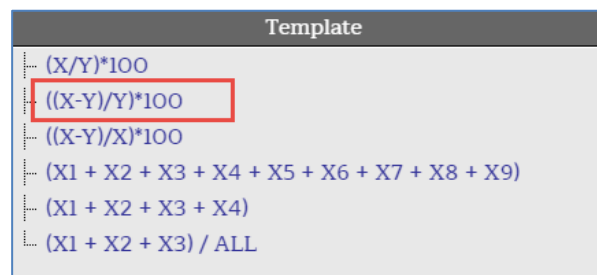 Template
(X/Y)*100
((X-Y)/Y)*100
((X-Y)/X)*100
(X1 + X2 + X3 + X4 + X5 + X6 + X7 + X8 + X9)
(X1 + X2 + X3 + X4)
(X1 + X2 + X3) / ALL